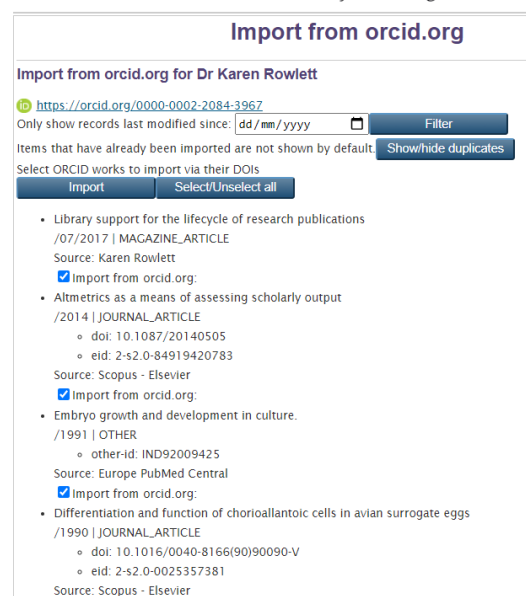 Import from orcid.org
Import from orcid.org for Dr Karen Rowlett
iD https://orcid.org/0000-0002-2084-3967
Only show records last modified since: dd/mm/yyyy Filter
Items that have already been imported are not shown by default. Show/hide duplicates
Select ORCID works to import via their DOIs
Import Select/Unselect all
Library support for the lifecycle of research publications
/07/2017 | MAGAZINE_ARTICLE
Source: Karen Rowlett
Import from orcid.org:
Altmetrics as a means of assessing scholarly output
/2014 | JOURNAL_ARTICLE
doi: 10.1087/20140505
eid: 2-s2.0-84919420783
Source: Scopus - Elsevier
Import from orcid.org:
Embryo growth and development in culture.
/1991 | OTHER
other-id: IND92009425
Source: Europe PubMed Central
Import from orcid.org:
Differentiation and function of chorioallantoic cells in avian surrogate eggs
/1990 | JOURNAL_ARTICLE
doi: 10.1016/0040-8166(90)90090-V
eid: 2-s2.0-0025357381
Source: Scopus - Elsevier